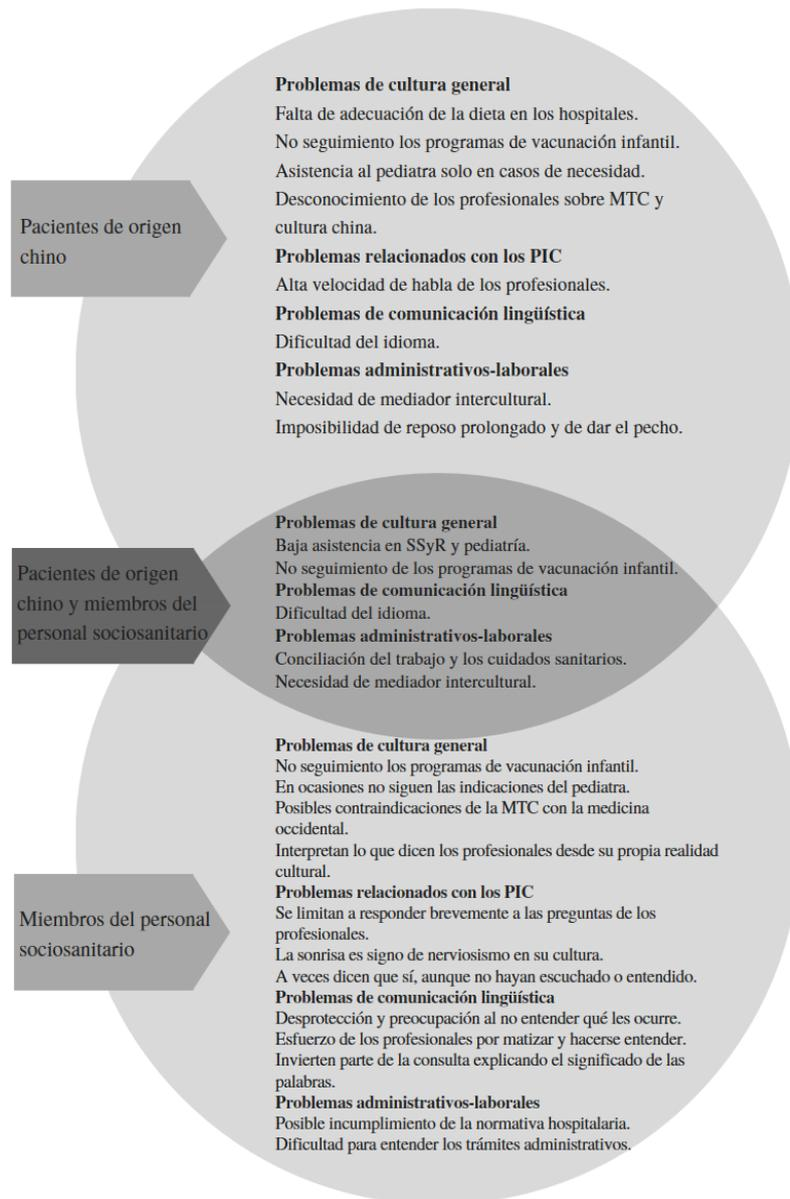 Problemas de cultura general
Falta de adecuación de la dieta en los hospitales.
No seguimiento los programas de vacunación infantil.
Asistencia al pediatra solo en casos de necesidad.
Desconocimiento de los profesionales sobre MTC y
cultura china.
Problemas relacionados con los PIC
Alta velocidad de habla de los profesionales.
Problemas de comunicación lingüística
Dificultad del idioma.
Problemas administrativos-laborales
Necesidad de mediador intercultural.
Imposibilidad de reposo prolongado y de dar el pecho.
Pacientes de origen
chino
Problemas de cultura general
Baja asistencia en SSyR y pediatría.
No seguimiento de los programas de vacunación infantil.
Problemas de comunicación lingüística
Dificultad del idioma.
Problemas administrativos-laborales
Conciliación del trabajo y los cuidados sanitarios.
Necesidad de mediador intercultural.
Pacientes de origen
chino y miembros del
personal sociosanitario
Problemas de cultura general
No seguimiento los programas de vacunación infantil.
En ocasiones no siguen las indicaciones del pediatra.
Posibles contraindicaciones de la MTC con la medicina
occidental.
Interpretan lo que dicen los profesionales desde su propia realidad
cultural.
Problemas relacionados con los PIC
Se limitan a responder brevemente a las preguntas de los
profesionales.
La sonrisa es signo de nerviosismo en su cultura.
A veces dicen que sí, aunque no hayan escuchado o entendido.
Problemas de comunicación lingüística
Desprotección y preocupación al no entender qué les ocurre.
Esfuerzo de los profesionales por matizar y hacerse entender.
Invierten parte de la consulta explicando el significado de las
palabras.
Problemas administrativos-laborales
Posible incumplimiento de la normativa hospitalaria.
Dificultad para entender los trámites administrativos.
Miembros del personal
sociosanitario